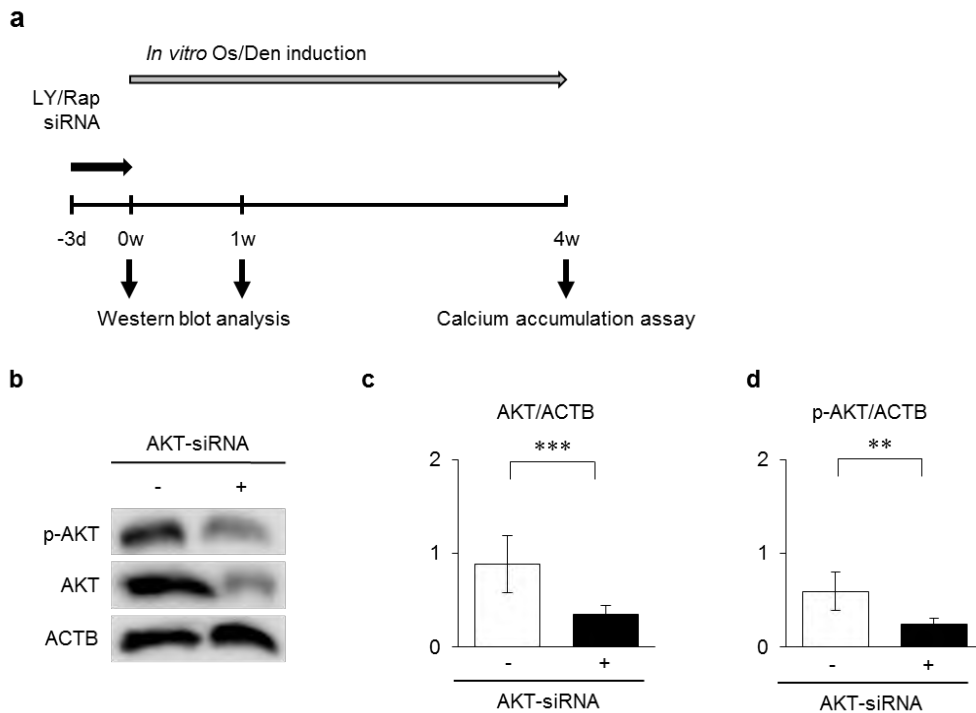 a
In vitro Os/Den induction
LY/Rap
siRNA
-3d 0w 1w 4w
Western blot analysis Calcium accumulation assay
b
AKT-siRNA
- +
p-AKT
AKT
ACTB
c
AKT/ACTB
***
2
1
0
- +
AKT-siRNA
d
p-AKT/ACTB
**
2
1
0
- +
AKT-siRNA